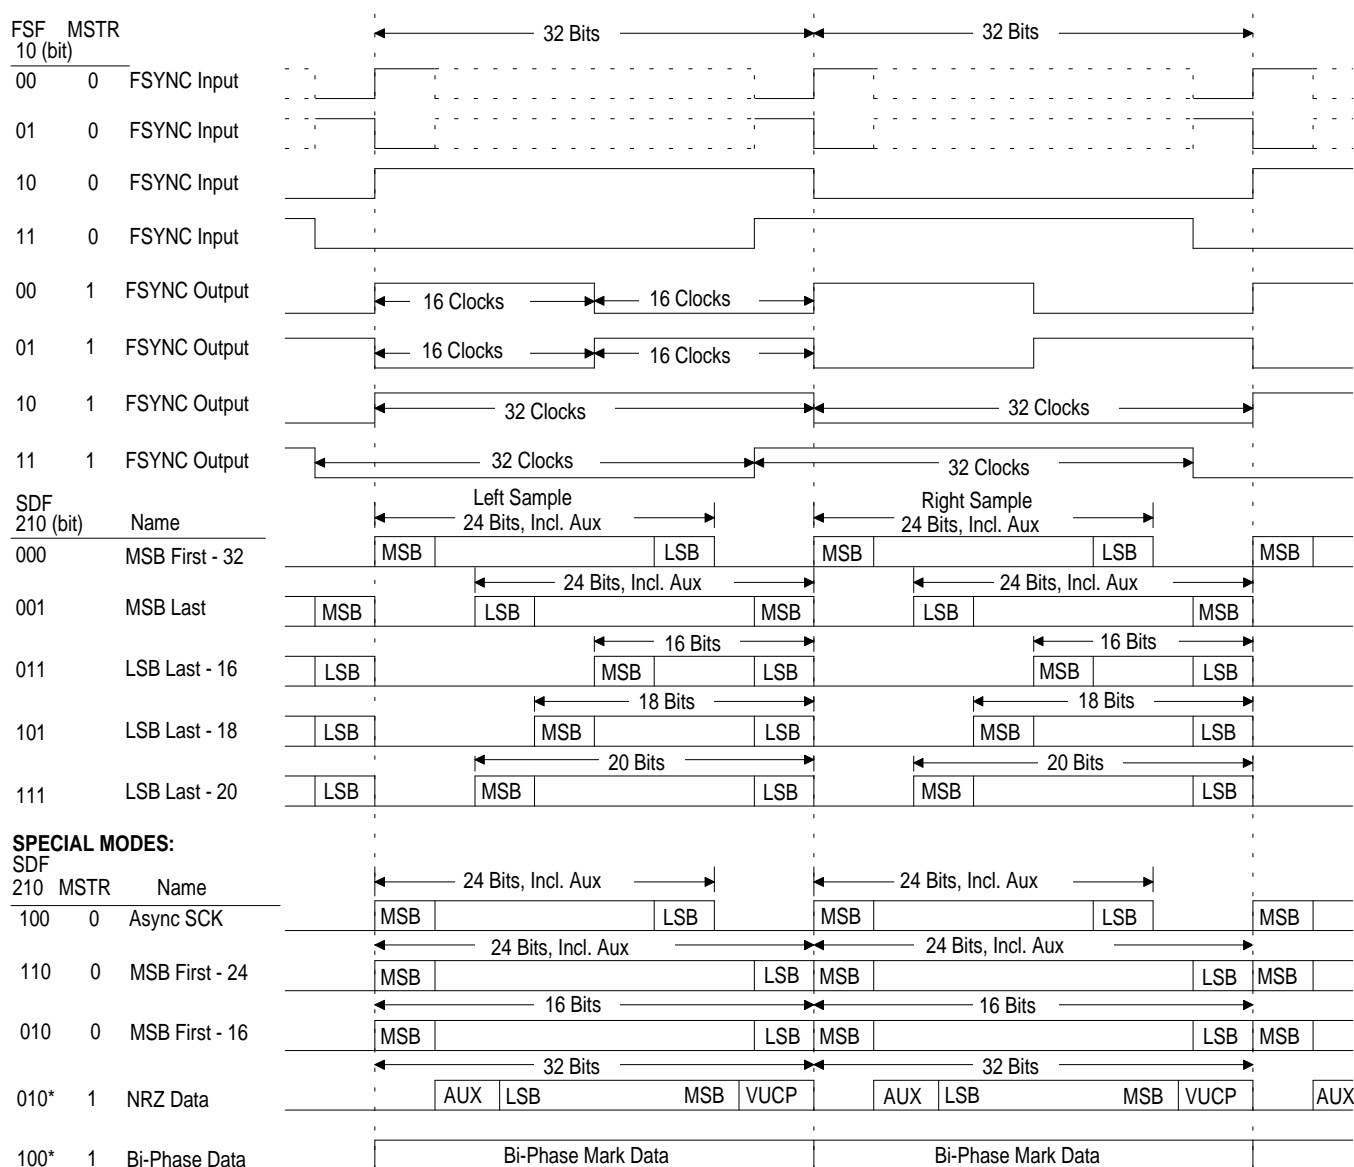 FSF MSTR
10 (bit)
32 Bits 32 Bits
00 0 FSYNC Input
01 0 FSYNC Input
10 0 FSYNC Input
11 0 FSYNC Input
00 1 FSYNC Output 16 Clocks 16 Clocks
01 1 FSYNC Output 16 Clocks 16 Clocks
10 1 FSYNC Output 32 Clocks 32 Clocks
11 1 FSYNC Output 32 Clocks 32 Clocks
SDF
210 (bit) Name
Left Sample Right Sample
24 Bits, Incl. Aux 24 Bits, Incl. Aux
000 MSB First - 32 MSB LSB MSB LSB MSB
24 Bits, Incl. Aux 24 Bits, Incl. Aux
001 MSB Last MSB LSB MSB LSB MSB
16 Bits 16 Bits
011 LSB Last - 16 LSB MSB LSB MSB LSB
18 Bits 18 Bits
101 LSB Last - 18 LSB MSB LSB MSB LSB
20 Bits 20 Bits
111 LSB Last - 20 LSB MSB LSB MSB LSB
SPECIAL MODES:
SDF
210 MSTR Name
24 Bits, Incl. Aux 24 Bits, Incl. Aux
100 0 Async SCK MSB LSB MSB LSB MSB
24 Bits, Incl. Aux 24 Bits, Incl. Aux
110 0 MSB First - 24 MSB LSB MSB LSB MSB
16 Bits 16 Bits
010 0 MSB First - 16 MSB LSB MSB LSB MSB
32 Bits 32 Bits
010* 1 NRZ Data AUX LSB MSB VUCP AUX LSB MSB VUCP AUX
100* 1 Bi-Phase Data Bi-Phase Mark Data Bi-Phase Mark Data